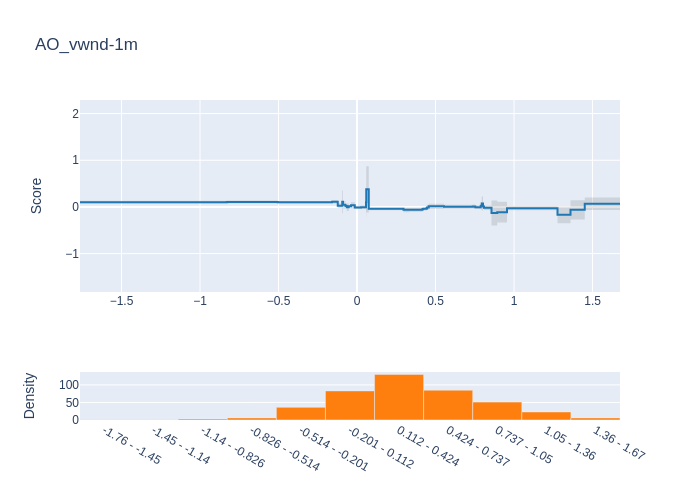 AO_vwnd-1m
Score
2
1
0
−1
−1.5
−1
−0.5
0
0.5
1
1.5
Density
100
50
0
-1.76 - -1.45
-1.45 - -1.14
-1.14 - -0.826
-0.826 - -0.514
-0.514 - -0.201
-0.201 - 0.112
0.112 - 0.424
0.424 - 0.737
0.737 - 1.05
1.05 - 1.36
1.36 - 1.67